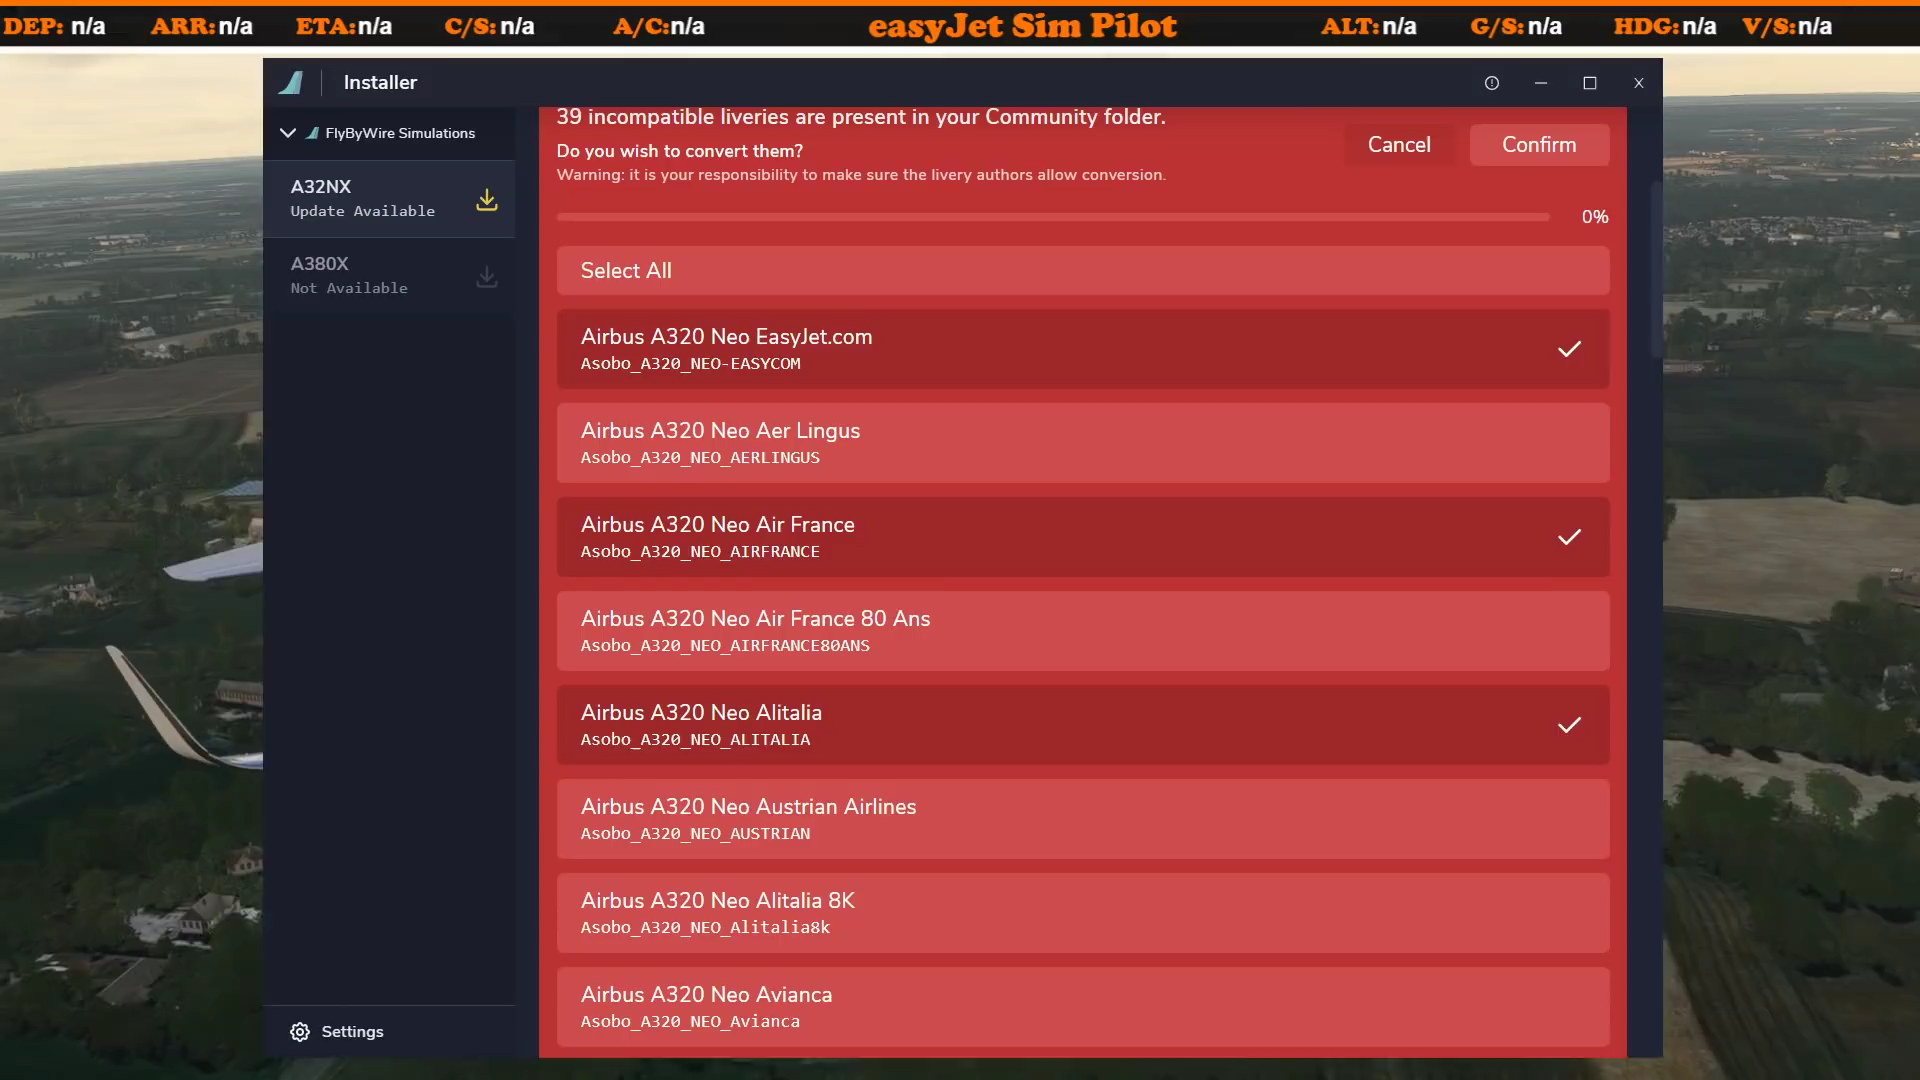 DEP: n/a ARR: n/a ETA: n/a C/S: n/a A/C: n/a easyJet Sim Pilot ALT: n/a G/S: n/a HDG: n/a V/S: n/a
Installer
FlyByWire Simulations
A32NX
Update Available
A380X
Not Available
Settings
39 incompatible liveries are present in your Community folder.
Do you wish to convert them?
Warning: it is your responsibility to make sure the livery authors allow conversion.
Cancel
Confirm
0%
Select All
Airbus A320 Neo EasyJet.com
Asobo_A320_NEO-EASYCOM
Airbus A320 Neo Aer Lingus
Asobo_A320_NEO_AERLINGUS
Airbus A320 Neo Air France
Asobo_A320_NEO_AIRFRANCE
Airbus A320 Neo Air France 80 Ans
Asobo_A320_NEO_AIRFRANCE80ANS
Airbus A320 Neo Alitalia
Asobo_A320_NEO_ALITALIA
Airbus A320 Neo Austrian Airlines
Asobo_A320_NEO_AUSTRIAN
Airbus A320 Neo Alitalia 8K
Asobo_A320_NEO_Alitalia8k
Airbus A320 Neo Avianca
Asobo_A320_NEO_Avianca